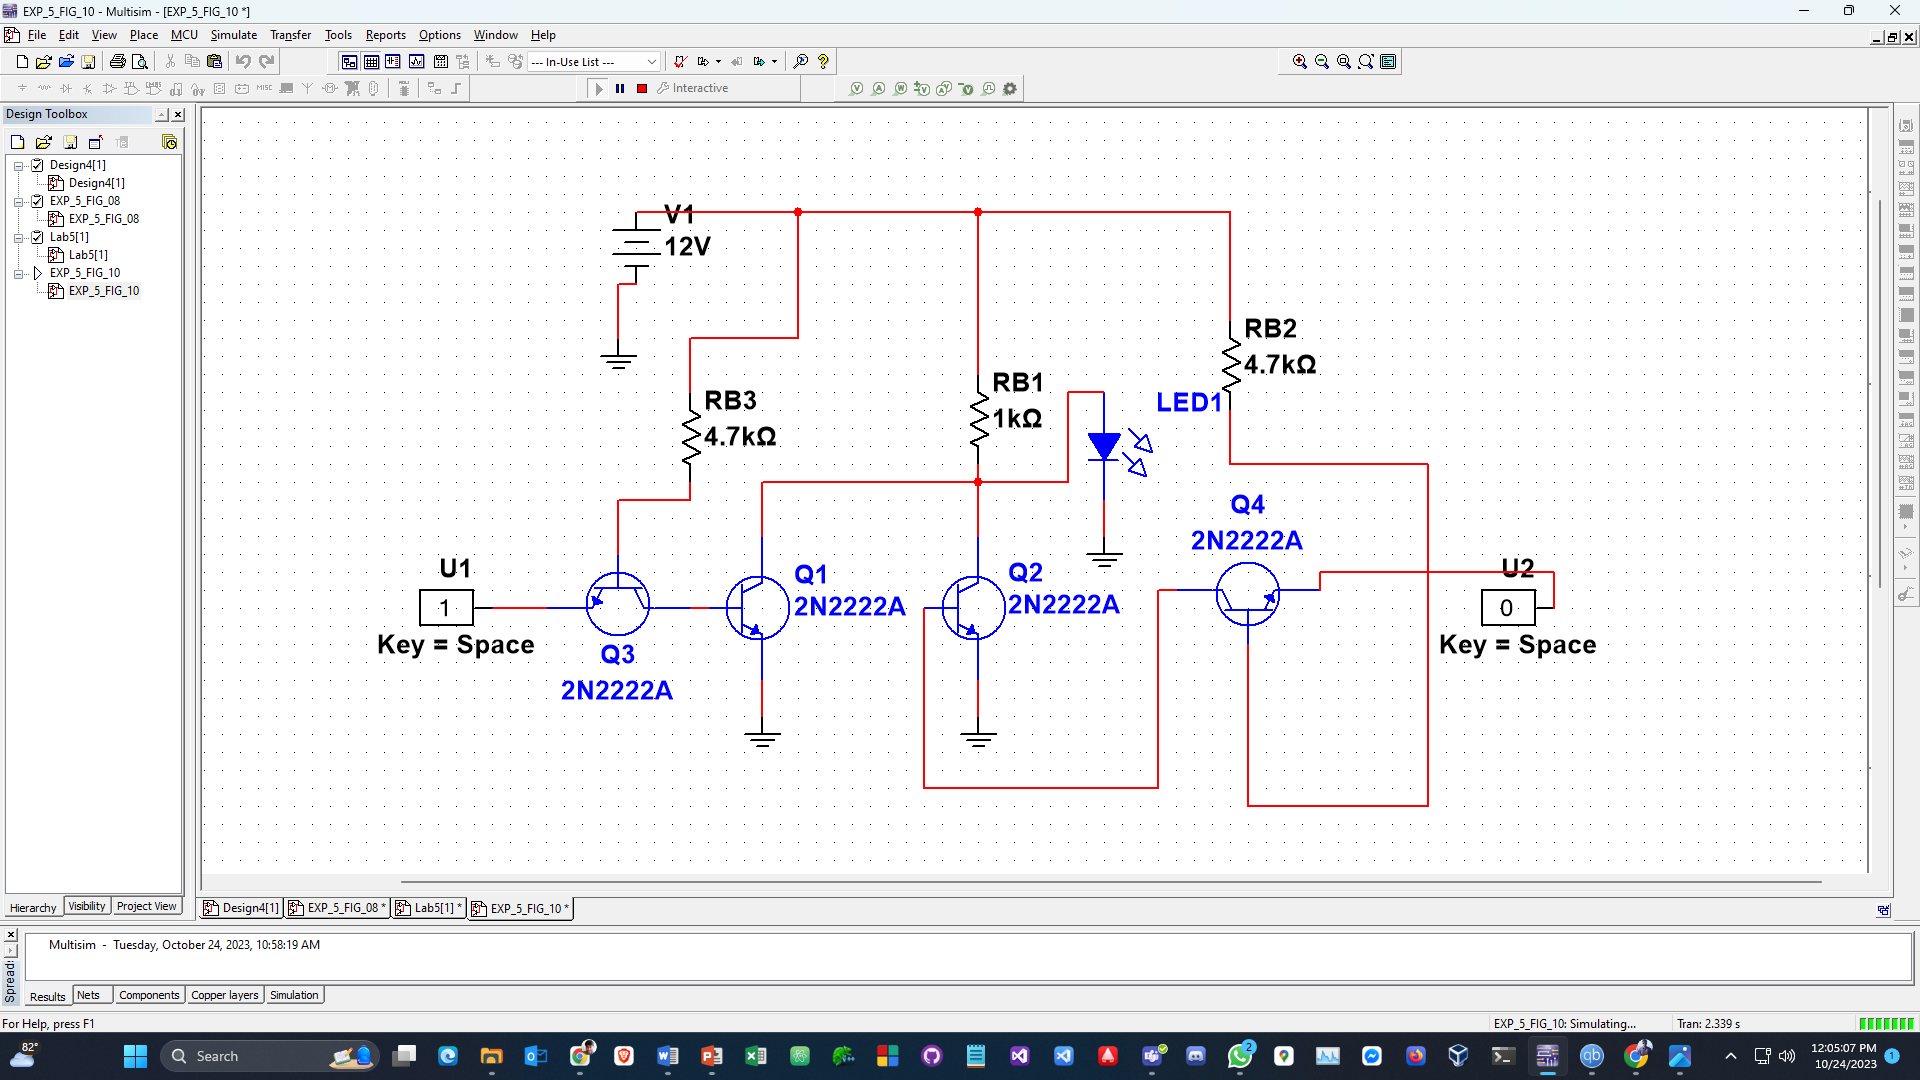 EXP_5_FIG_10 - Multisim - [EXP_5_FIG_10 *]
File Edit View Place MCU Simulate Transfer Tools Reports Options Window Help
--- In-Use List ---
Interactive
Design Toolbox
Design4[1]
Design4[1]
EXP_5_FIG_08
EXP_5_FIG_08
Lab5[1]
Lab5[1]
EXP_5_FIG_10
EXP_5_FIG_10
V1
12V
RB2
4.7kΩ
RB1
1kΩ
LED1
RB3
4.7kΩ
Q4
2N2222A
U1
1
Key = Space
Q3
2N2222A
Q1
2N2222A
Q2
2N2222A
U2
0
Key = Space
Hierarchy Visibility Project View
Design4[1] EXP_5_FIG_08 * Lab5[1] * EXP_5_FIG_10 *
Multisim - Tuesday, October 24, 2023, 10:58:19 AM
Results Nets Components Copper layers Simulation
For Help, press F1
EXP_5_FIG_10: Simulating... Tran: 2.339 s
82°
Search
2
qb
12:05:07 PM
10/24/2023
1